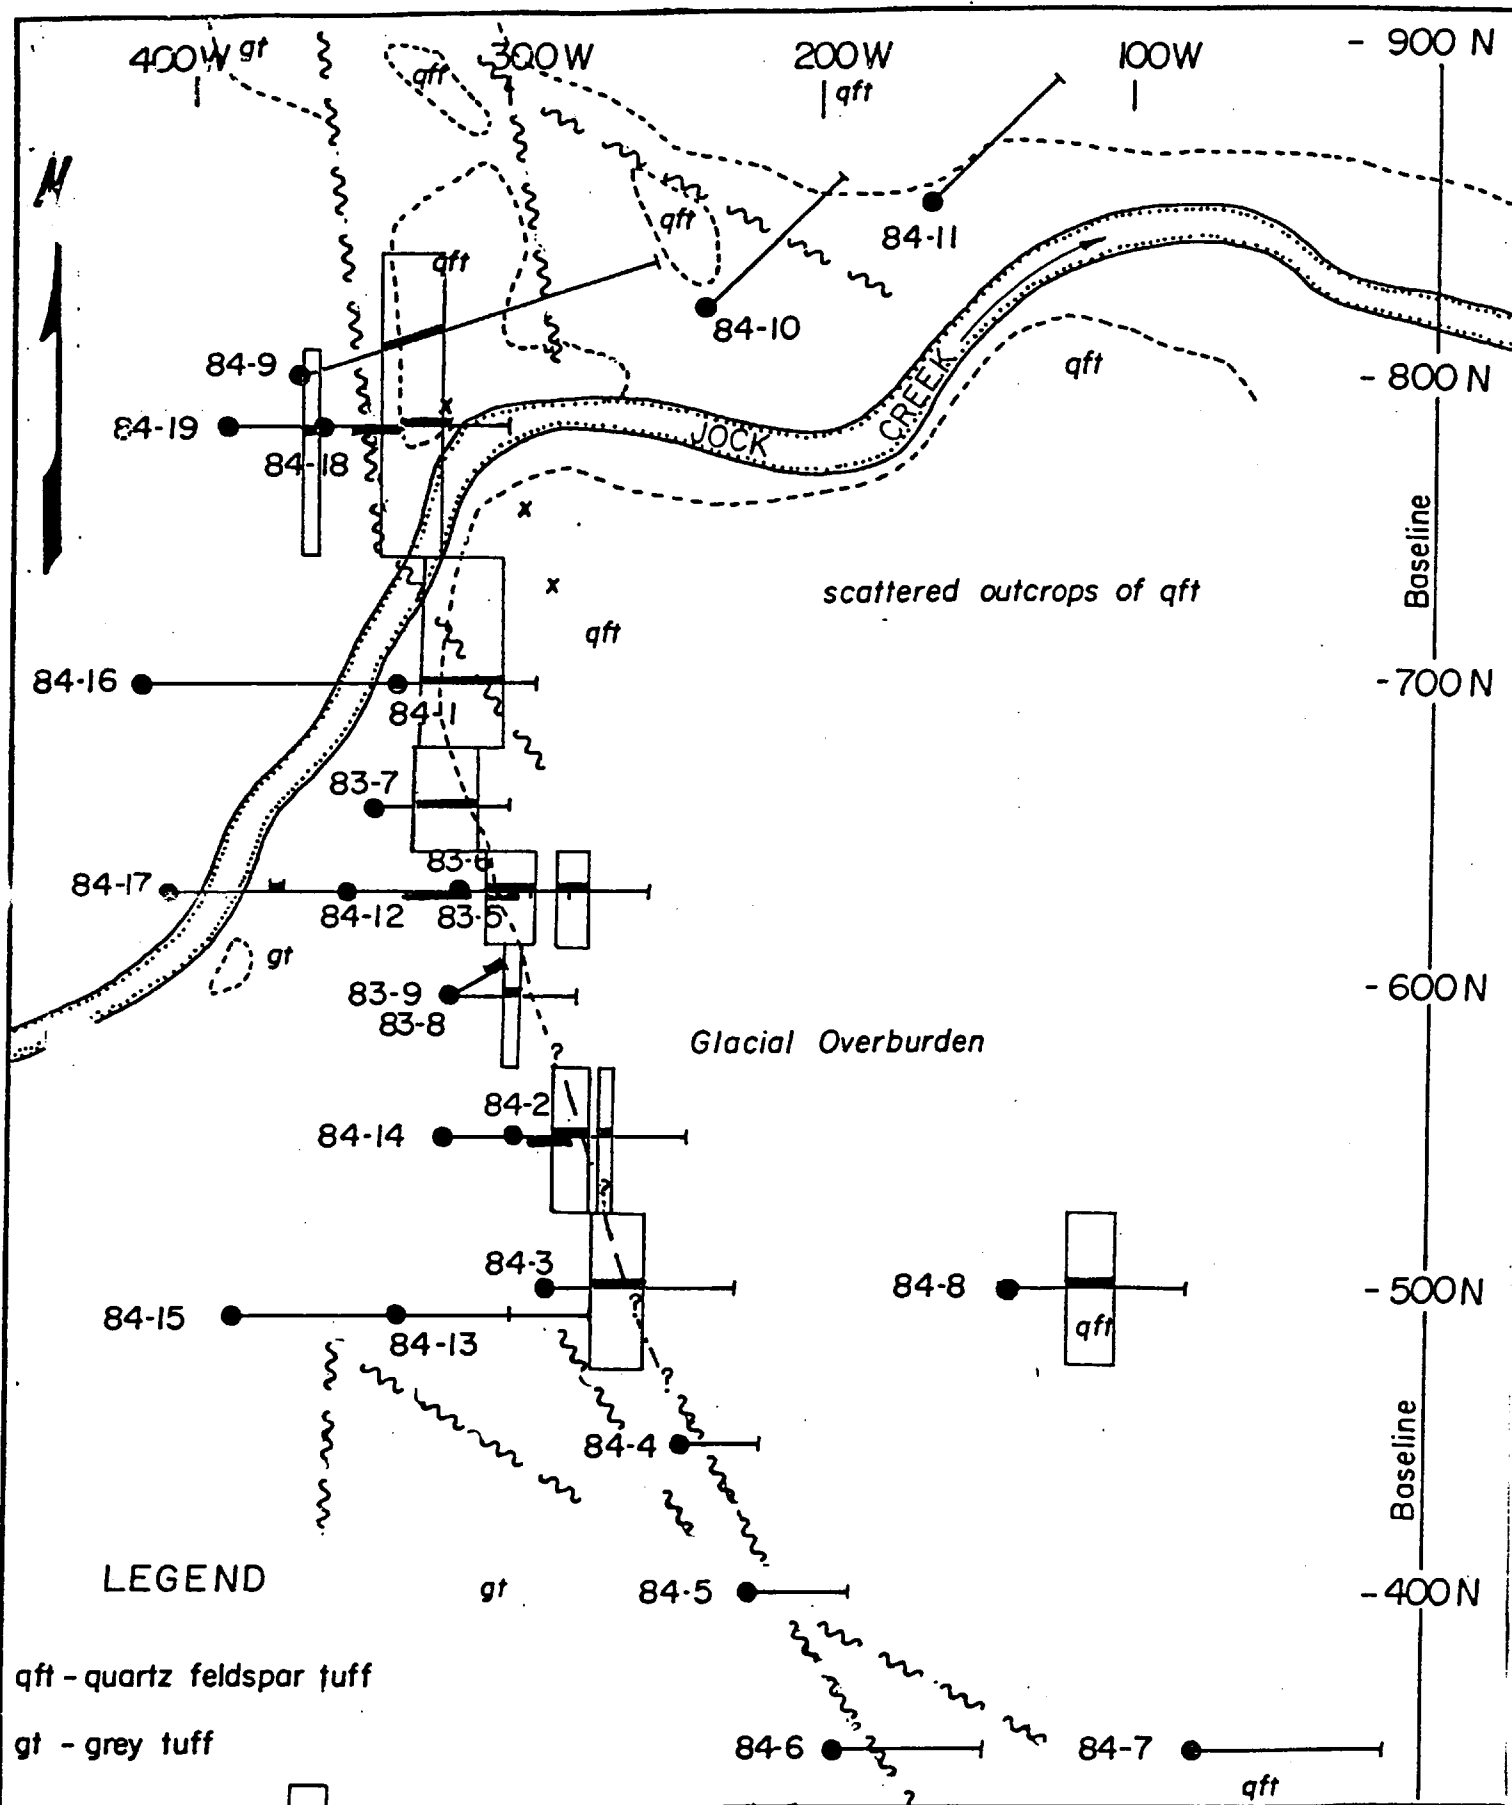 400W gt 300W 200W 100W - 900 N
qft qft
N
qft
84-11
qft
84-10
84-9 qft - 800 N
84-19 JOCK CREEK
84-18
Baseline
scattered outcrops of qft
qft
84-16 - 700 N
84-1
83-7
83-6
84-17
84-12 83-5
gt
83-9 - 600 N
83-8
Glacial Overburden
?
84-2
84-14
?
84-3 84-8 - 500 N
?
84-15 qft
84-13
?
84-4
Baseline
LEGEND gt 84-5 - 400 N
qft - quartz feldspar tuff
gt - grey tuff 84-6 84-7
qft
?